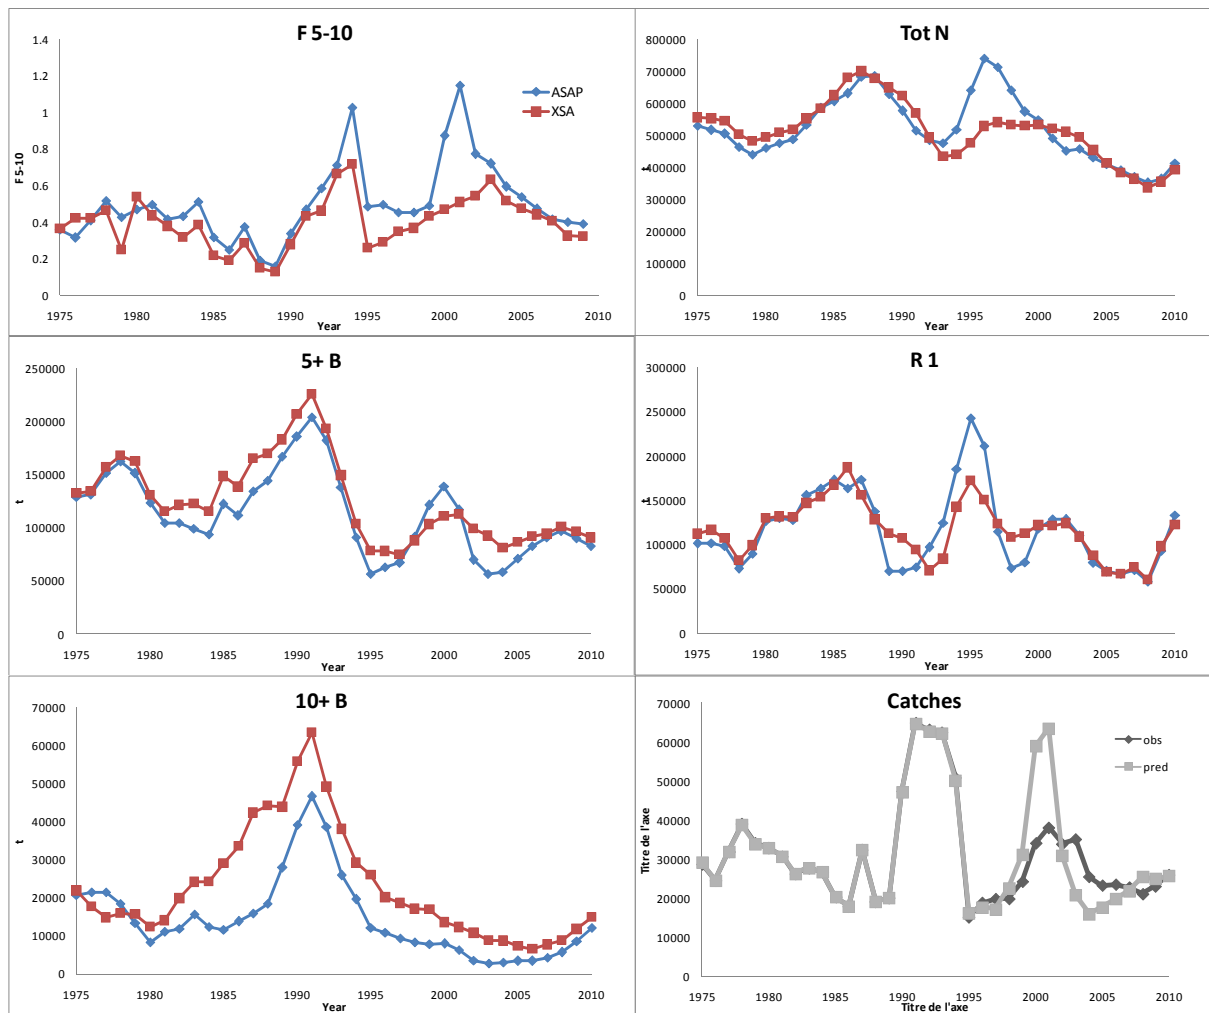 F 5-10
1.4
1.2
1
0.8
0.6
0.4
0.2
0
F 5-10
ASAP
XSA
1975 1980 1985 1990 1995 2000 2005 2010
Year
Tot N
800000
700000
600000
500000
400000
300000
200000
100000
0
t
1975 1980 1985 1990 1995 2000 2005 2010
Year
5+ B
250000
200000
150000
100000
50000
0
t
1975 1980 1985 1990 1995 2000 2005 2010
Year
R 1
300000
250000
200000
150000
100000
50000
0
t
1975 1980 1985 1990 1995 2000 2005 2010
Year
10+ B
70000
60000
50000
40000
30000
20000
10000
0
t
1975 1980 1985 1990 1995 2000 2005 2010
Year
Catches
70000
60000
50000
40000
30000
20000
10000
0
Titre de l'axe
obs
pred
1975 1980 1985 1990 1995 2000 2005 2010
Titre de l'axe